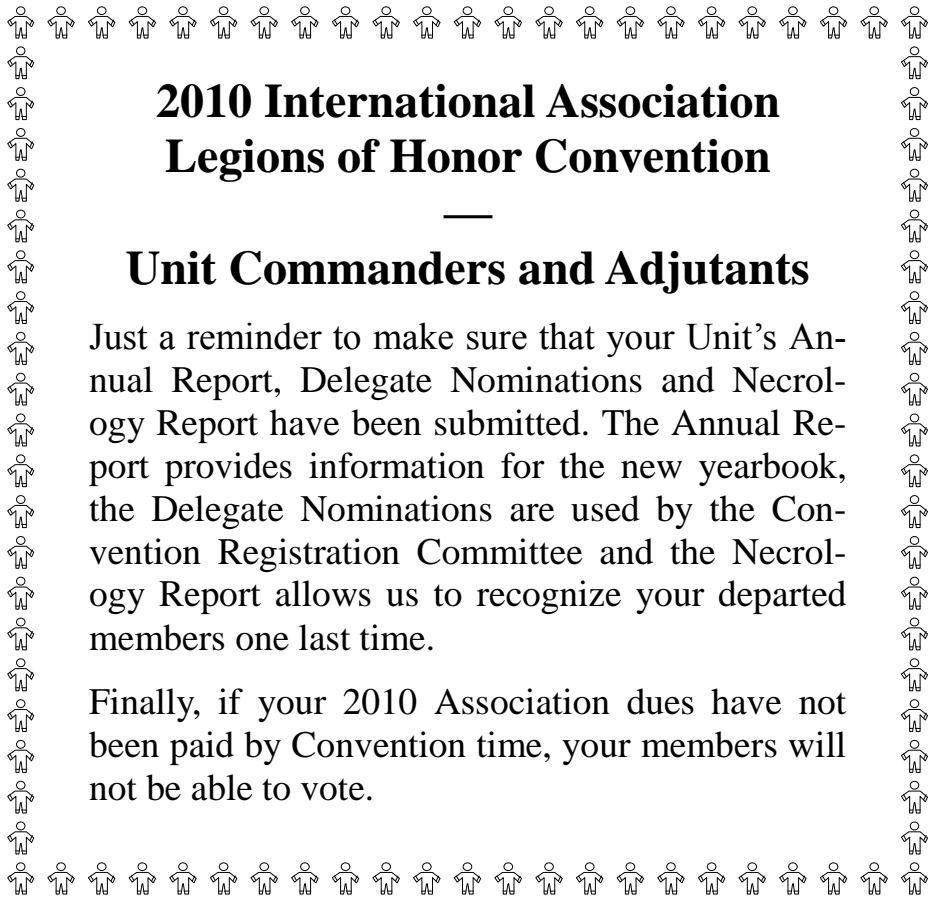 2010 International Association
Legions of Honor Convention
—
Unit Commanders and Adjutants
Just a reminder to make sure that your Unit’s An-
nual Report, Delegate Nominations and Necrol-
ogy Report have been submitted. The Annual Re-
port provides information for the new yearbook,
the Delegate Nominations are used by the Con-
vention Registration Committee and the Necrol-
ogy Report allows us to recognize your departed
members one last time.
Finally, if your 2010 Association dues have not
been paid by Convention time, your members will
not be able to vote.